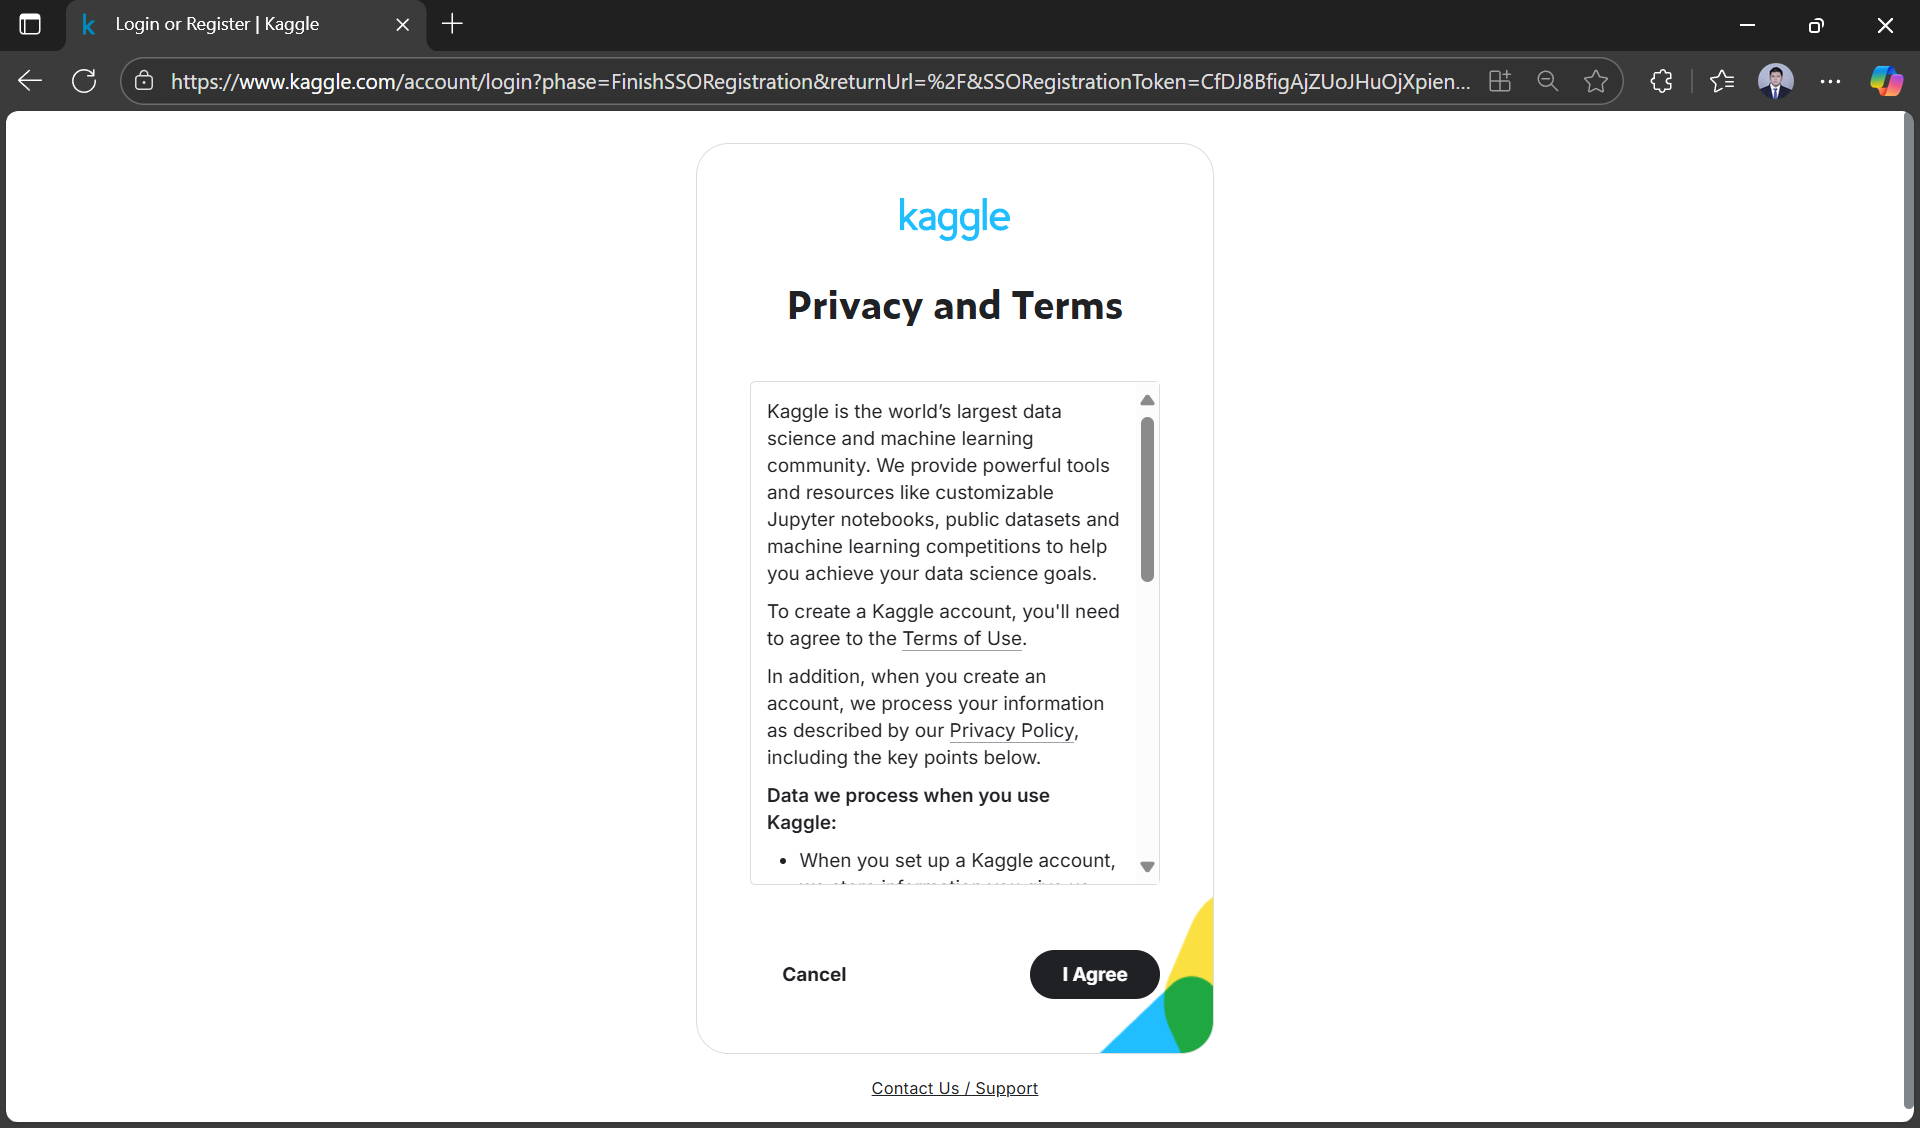 Login or Register | Kaggle
https://www.kaggle.com/account/login?phase=FinishSSORegistration&returnUrl=%2F&SSORegistrationToken=CfDJ8BfigAjZUoJHuOjXpien...
kaggle
Privacy and Terms
Kaggle is the world’s largest data
science and machine learning
community. We provide powerful tools
and resources like customizable
Jupyter notebooks, public datasets and
machine learning competitions to help
you achieve your data science goals.
To create a Kaggle account, you'll need
to agree to the Terms of Use.
In addition, when you create an
account, we process your information
as described by our Privacy Policy,
including the key points below.
Data we process when you use
Kaggle:
• When you set up a Kaggle account,
Cancel
I Agree
Contact Us / Support